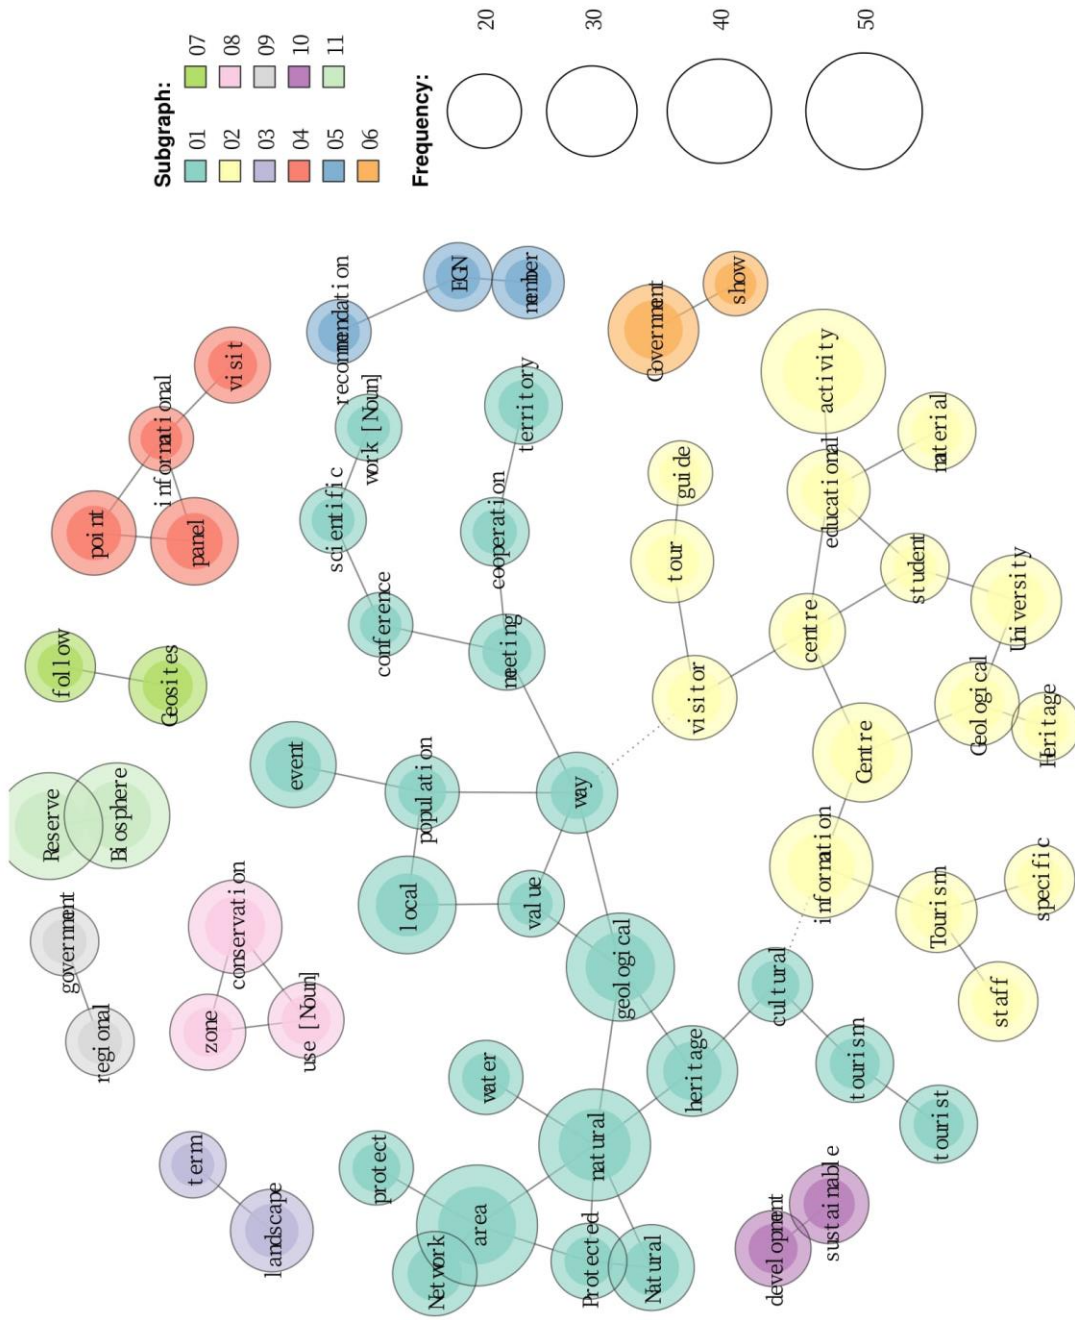 Reserve
Biosphere
government
regional
follow
Geosites
point
panel
informational
visit
conservation
zone
use [Noun]
term
landscape
event
population
local
value
way
conference
scientific
work [Noun]
meeting
cooperation
territory
recommendation
EGN
member
geological
heritage
cultural
tourism
tourist
water
natural
protect
area
Network
Protected
Natural
development
sustainable
visitor
tour
guide
centre
educational
activity
material
student
University
Geological
Heritage
Centre
information
Tourism
specific
staff
Government
show
Subgraph:
01 07
02 08
03 09
04 10
05 11
06
Frequency:
20
30
40
50